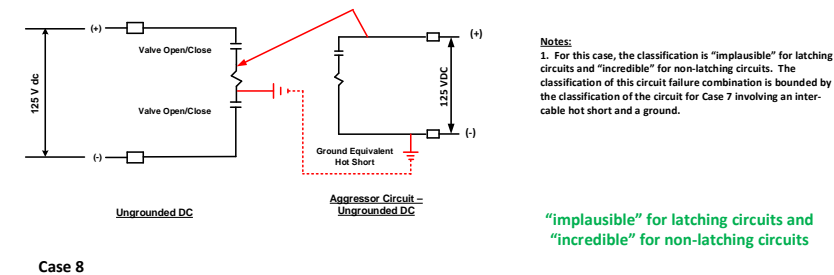 (+)
Valve Open/Close
125 V dc
Valve Open/Close
(-)
Ungrounded DC
(+)
125 VDC
(-)
Ground Equivalent
Hot Short
Aggressor Circuit –
Ungrounded DC
Notes:
1. For this case, the classification is “implausible” for latching
circuits and “incredible” for non-latching circuits. The
classification of this circuit failure combination is bounded by
the classification of the circuit for Case 7 involving an inter-
cable hot short and a ground.
“implausible” for latching circuits and
“incredible” for non-latching circuits
Case 8